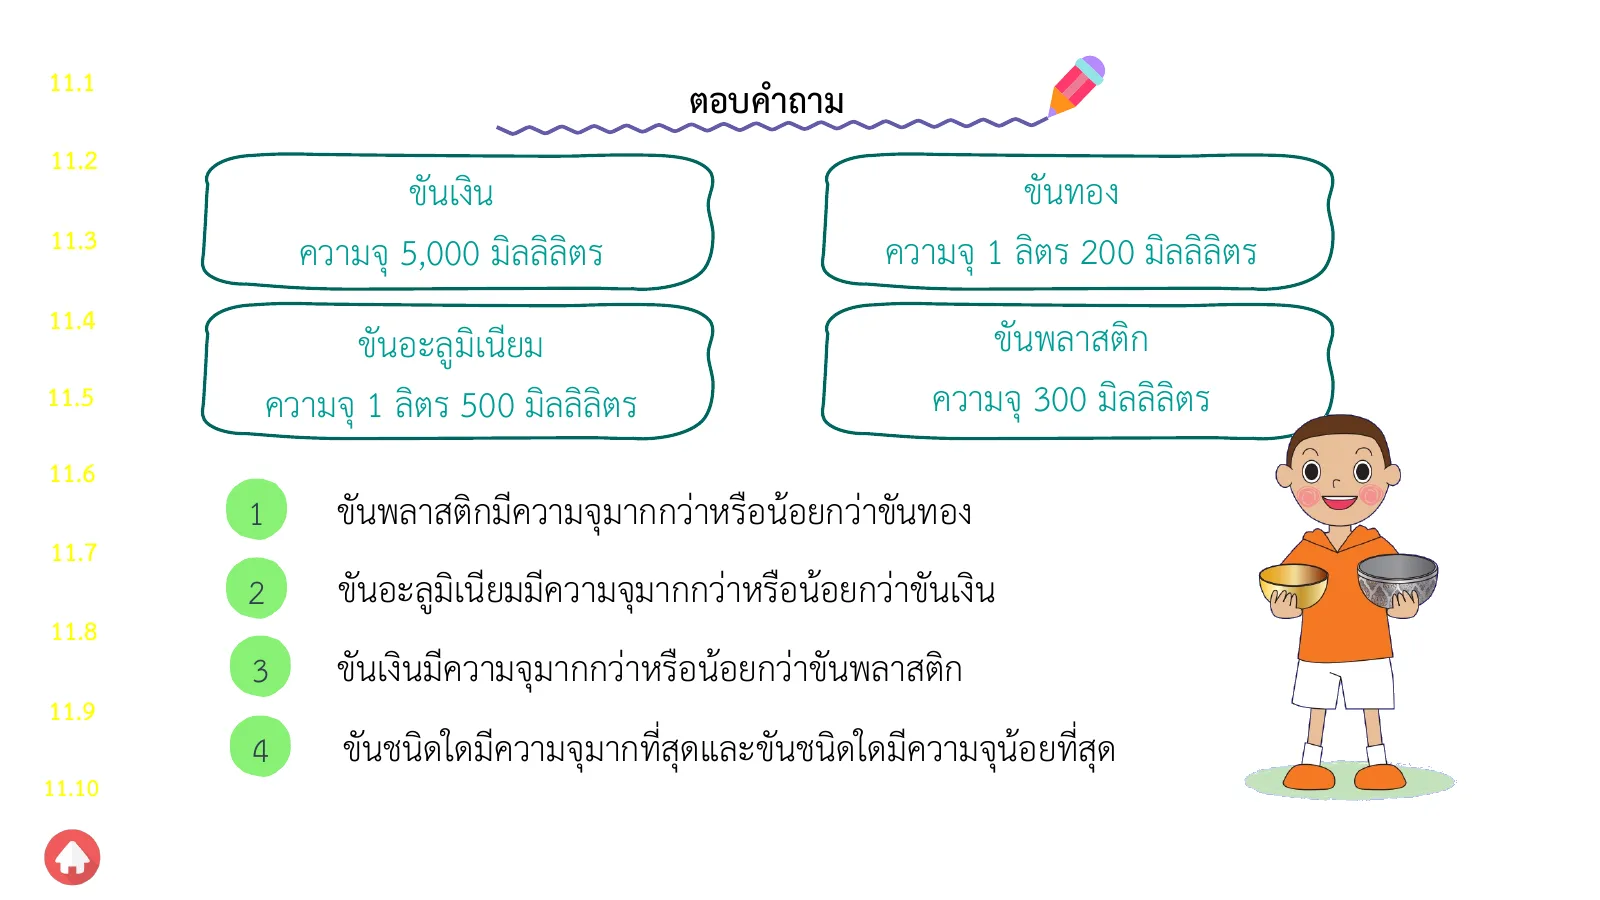 ตอบคำถาม
ขันเงิน
ความจุ 5,000 มิลลิลิตร
ขันทอง
ความจุ 1 ลิตร 200 มิลลิลิตร
ขันอะลูมิเนียม
ความจุ 1 ลิตร 500 มิลลิลิตร
ขันพลาสติก
ความจุ 300 มิลลิลิตร
1 ขันพลาสติกมีความจุมากกว่าหรือน้อยกว่าขันทอง
2 ขันอะลูมิเนียมมีความจุมากกว่าหรือน้อยกว่าขันเงิน
3 ขันเงินมีความจุมากกว่าหรือน้อยกว่าขันพลาสติก
4 ขันชนิดใดมีความจุมากที่สุดและขันชนิดใดมีความจุน้อยที่สุด
11.1
11.2
11.3
11.4
11.5
11.6
11.7
11.8
11.9
11.10